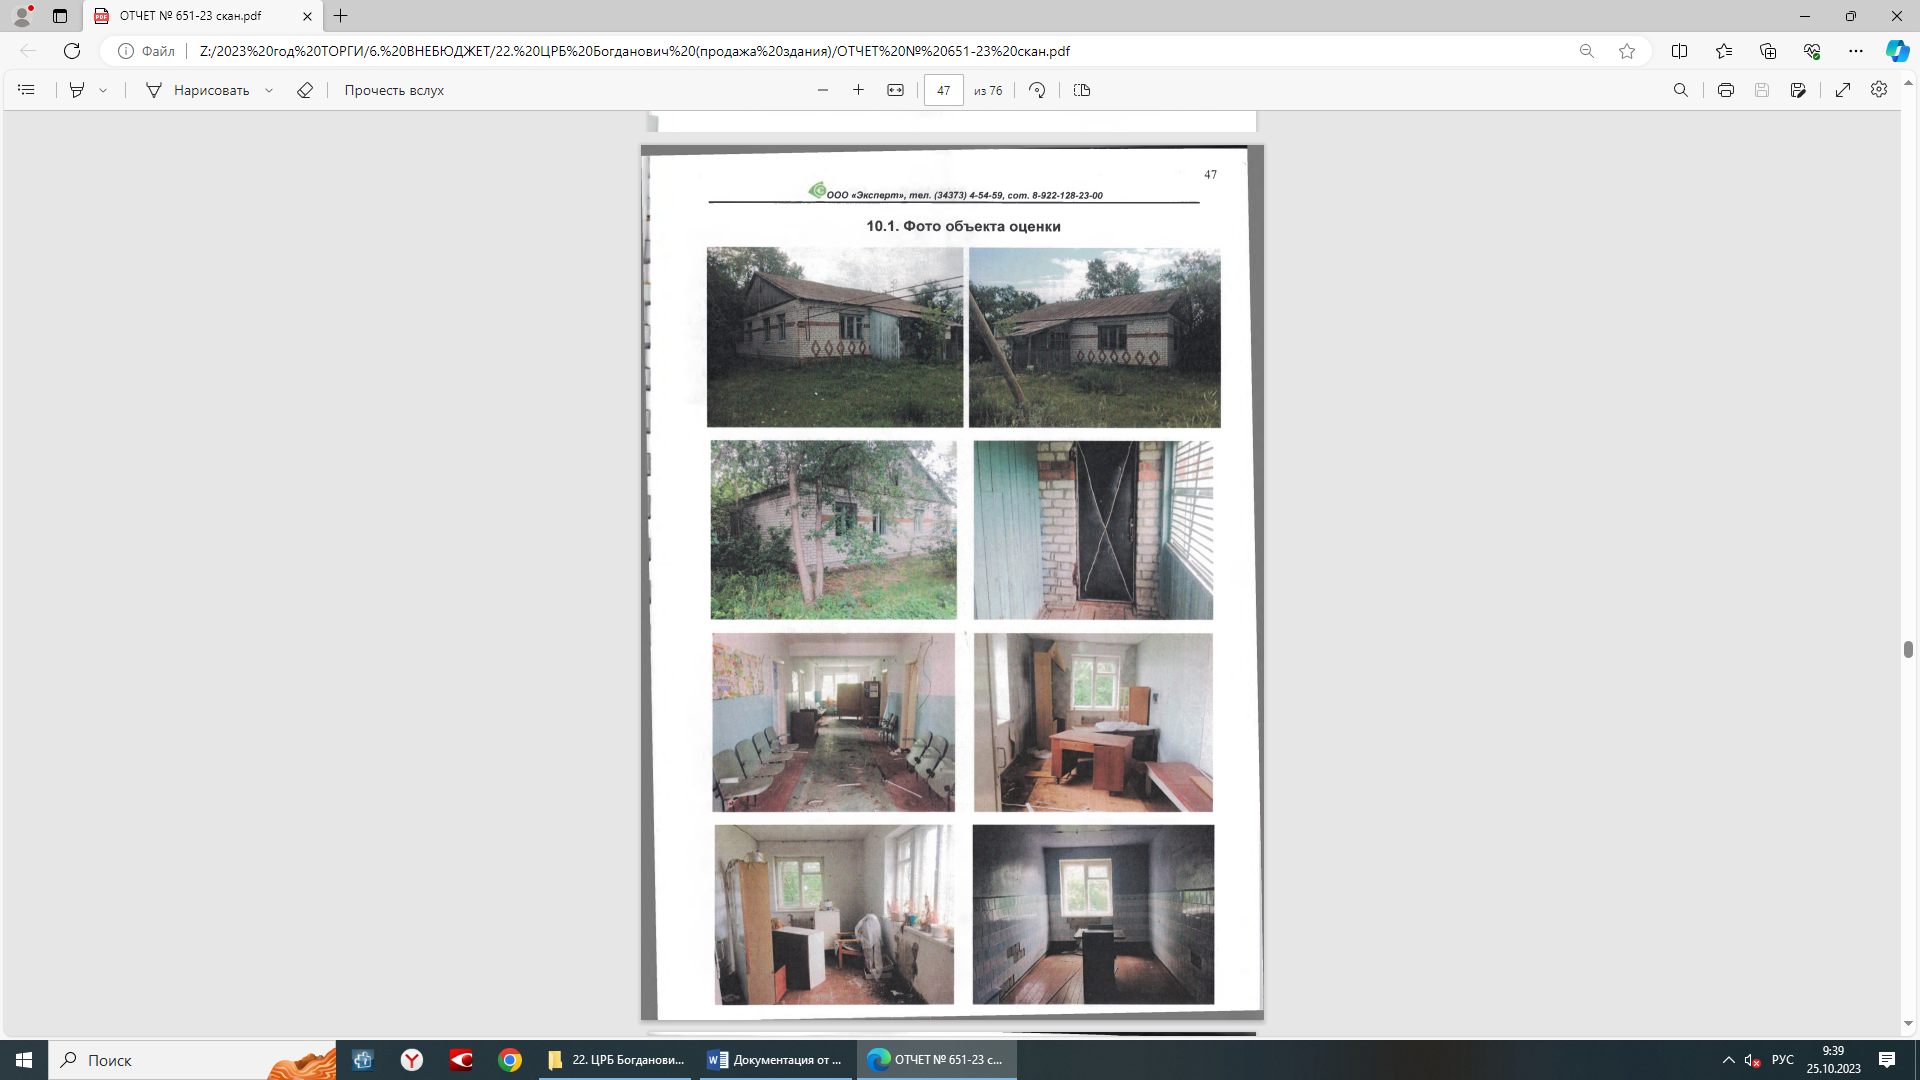 ОТЧЕТ № 651-23 скан.pdf
Файл
Z:/2023%20год%20ТОРГИ/6.%20ВНЕБЮДЖЕТ/22.%20ЦРБ%20Богданович%20(продажа%20здания)/ОТЧЕТ%20№%20651-23%20скан.pdf
Нарисовать
Прочесть вслух
47
из 76
47
ООО «Эксперт», тел. (34373) 4-54-59, сот. 8-922-128-23-00
10.1. Фото объекта оценки
Поиск
22. ЦРБ Богданови...
Документация от ...
ОТЧЕТ № 651-23 с...
РУС
9:39
25.10.2023